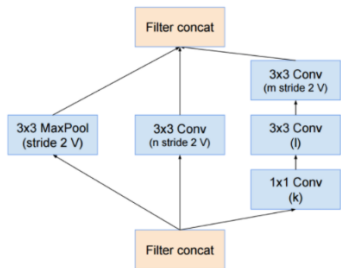 Filter concat
3x3 Conv
(m stride 2 V)
3x3 MaxPool
(stride 2 V)
3x3 Conv
(n stride 2 V)
3x3 Conv
(l)
1x1 Conv
(k)
Filter concat